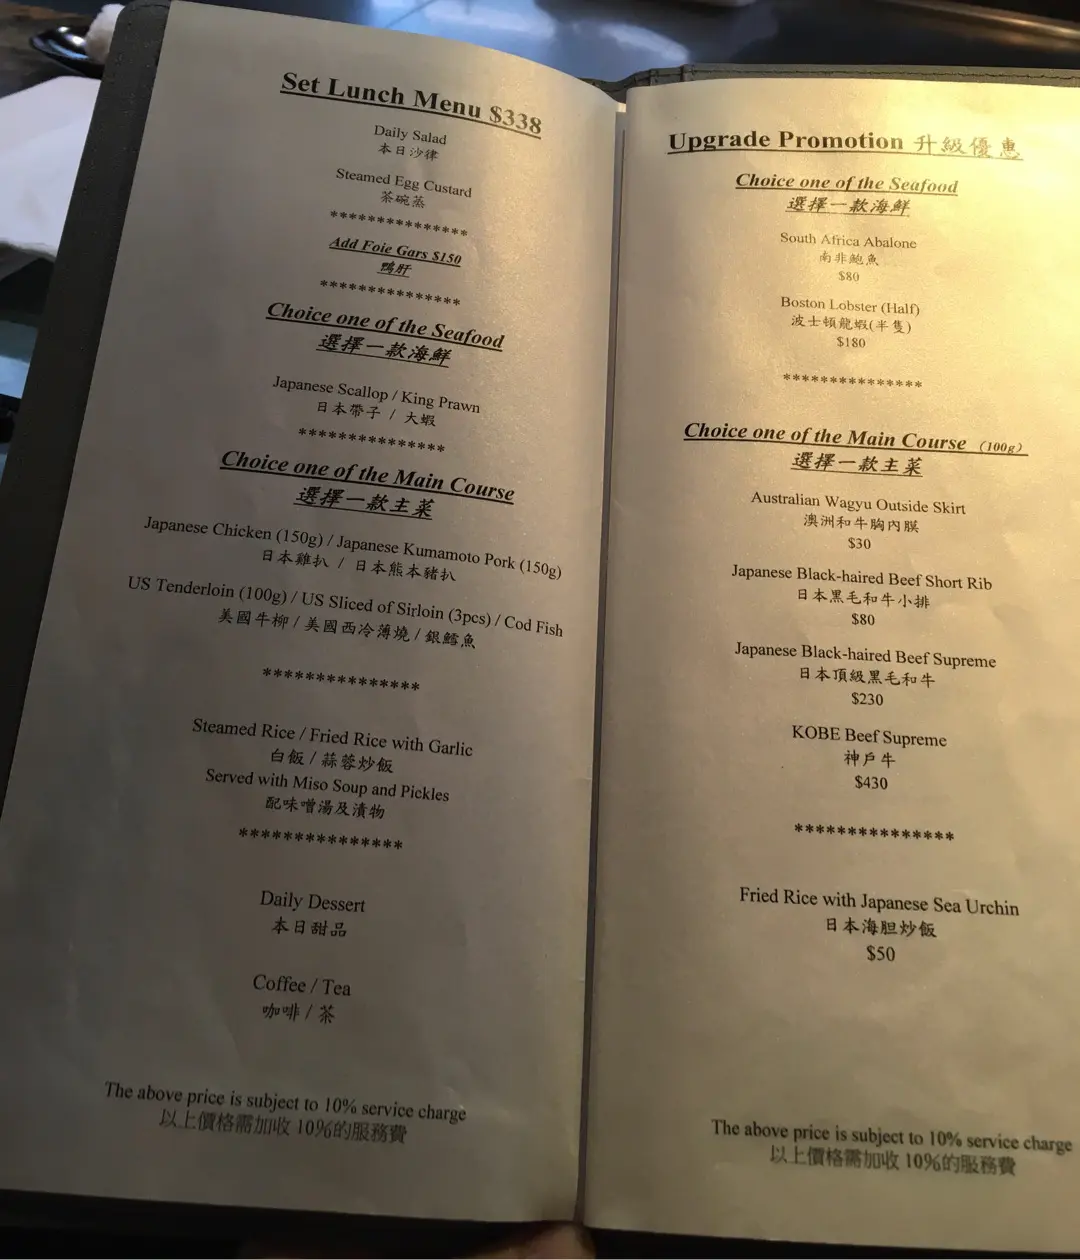 Set Lunch Menu $338
Daily Salad
本日沙律
Steamed Egg Custard
茶碗蒸
***************
Add Foie Gars $150
鴨肝
***************
Choice one of the Seafood
選擇一款海鮮
Japanese Scallop / King Prawn
日本帶子 / 大蝦
***************
Choice one of the Main Course
選擇一款主菜
Japanese Chicken (150g) / Japanese Kumamoto Pork (150g)
日本雞扒 / 日本熊本豬扒
US Tenderloin (100g) / US Sliced of Sirloin (3pcs) / Cod Fish
美國牛柳 / 美國西冷薄燒 / 銀鱈魚
***************
Steamed Rice / Fried Rice with Garlic
白飯 / 蒜蓉炒飯
Served with Miso Soup and Pickles
配味噌湯及漬物
***************
Daily Dessert
本日甜品
Coffee / Tea
咖啡 / 茶
The above price is subject to 10% service charge
以上價格需加收 10%的服務費
Upgrade Promotion 升級優惠
Choice one of the Seafood
選擇一款海鮮
South Africa Abalone
南非鮑魚
$80
Boston Lobster (Half)
波士頓龍蝦(半隻)
$180
***************
Choice one of the Main Course （100g）
選擇一款主菜
Australian Wagyu Outside Skirt
澳洲和牛胸內膜
$30
Japanese Black-haired Beef Short Rib
日本黑毛和牛小排
$80
Japanese Black-haired Beef Supreme
日本頂級黑毛和牛
$230
KOBE Beef Supreme
神戶牛
$430
***************
Fried Rice with Japanese Sea Urchin
日本海胆炒飯
$50
The above price is subject to 10% service charge
以上價格需加收 10%的服務費